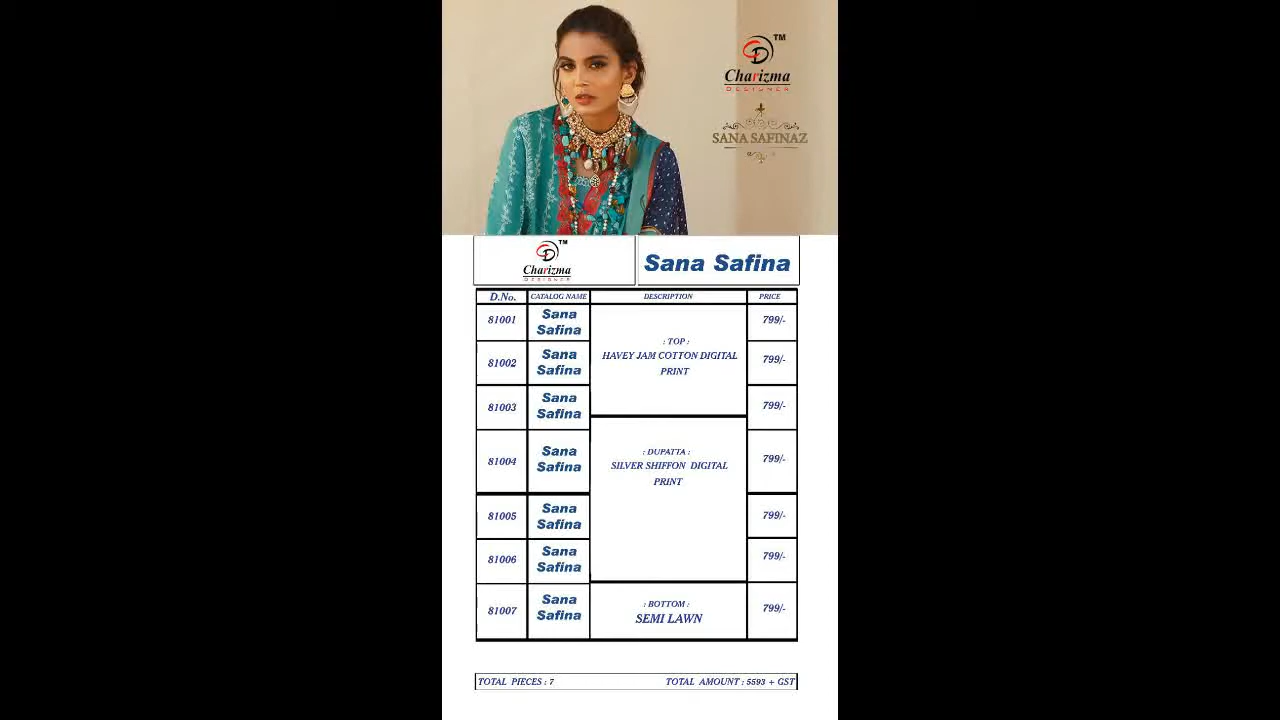 TM
Charizma
DESIGNER
SANA SAFINAZ
TM
Charizma
DESIGNER
Sana Safina
D.No. CATALOG NAME DESCRIPTION PRICE
81001 Sana Safina 799/-
81002 Sana Safina 799/-
81003 Sana Safina 799/-
: TOP :
HAVEY JAM COTTON DIGITAL
PRINT
81004 Sana Safina 799/-
81005 Sana Safina 799/-
81006 Sana Safina 799/-
: DUPATTA :
SILVER SHIFFON DIGITAL
PRINT
81007 Sana Safina 799/-
: BOTTOM :
SEMI LAWN
TOTAL PIECES : 7 TOTAL AMOUNT : 5593 + GST